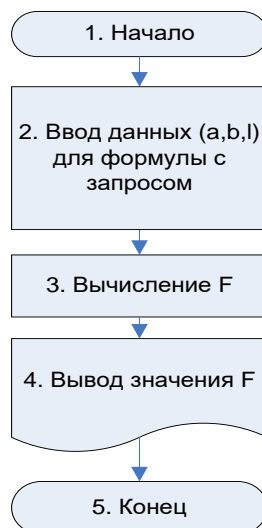 1. Начало
2. Ввод данных (a,b,l)
для формулы с
запросом
3. Вычисление F
4. Вывод значения F
5. Конец